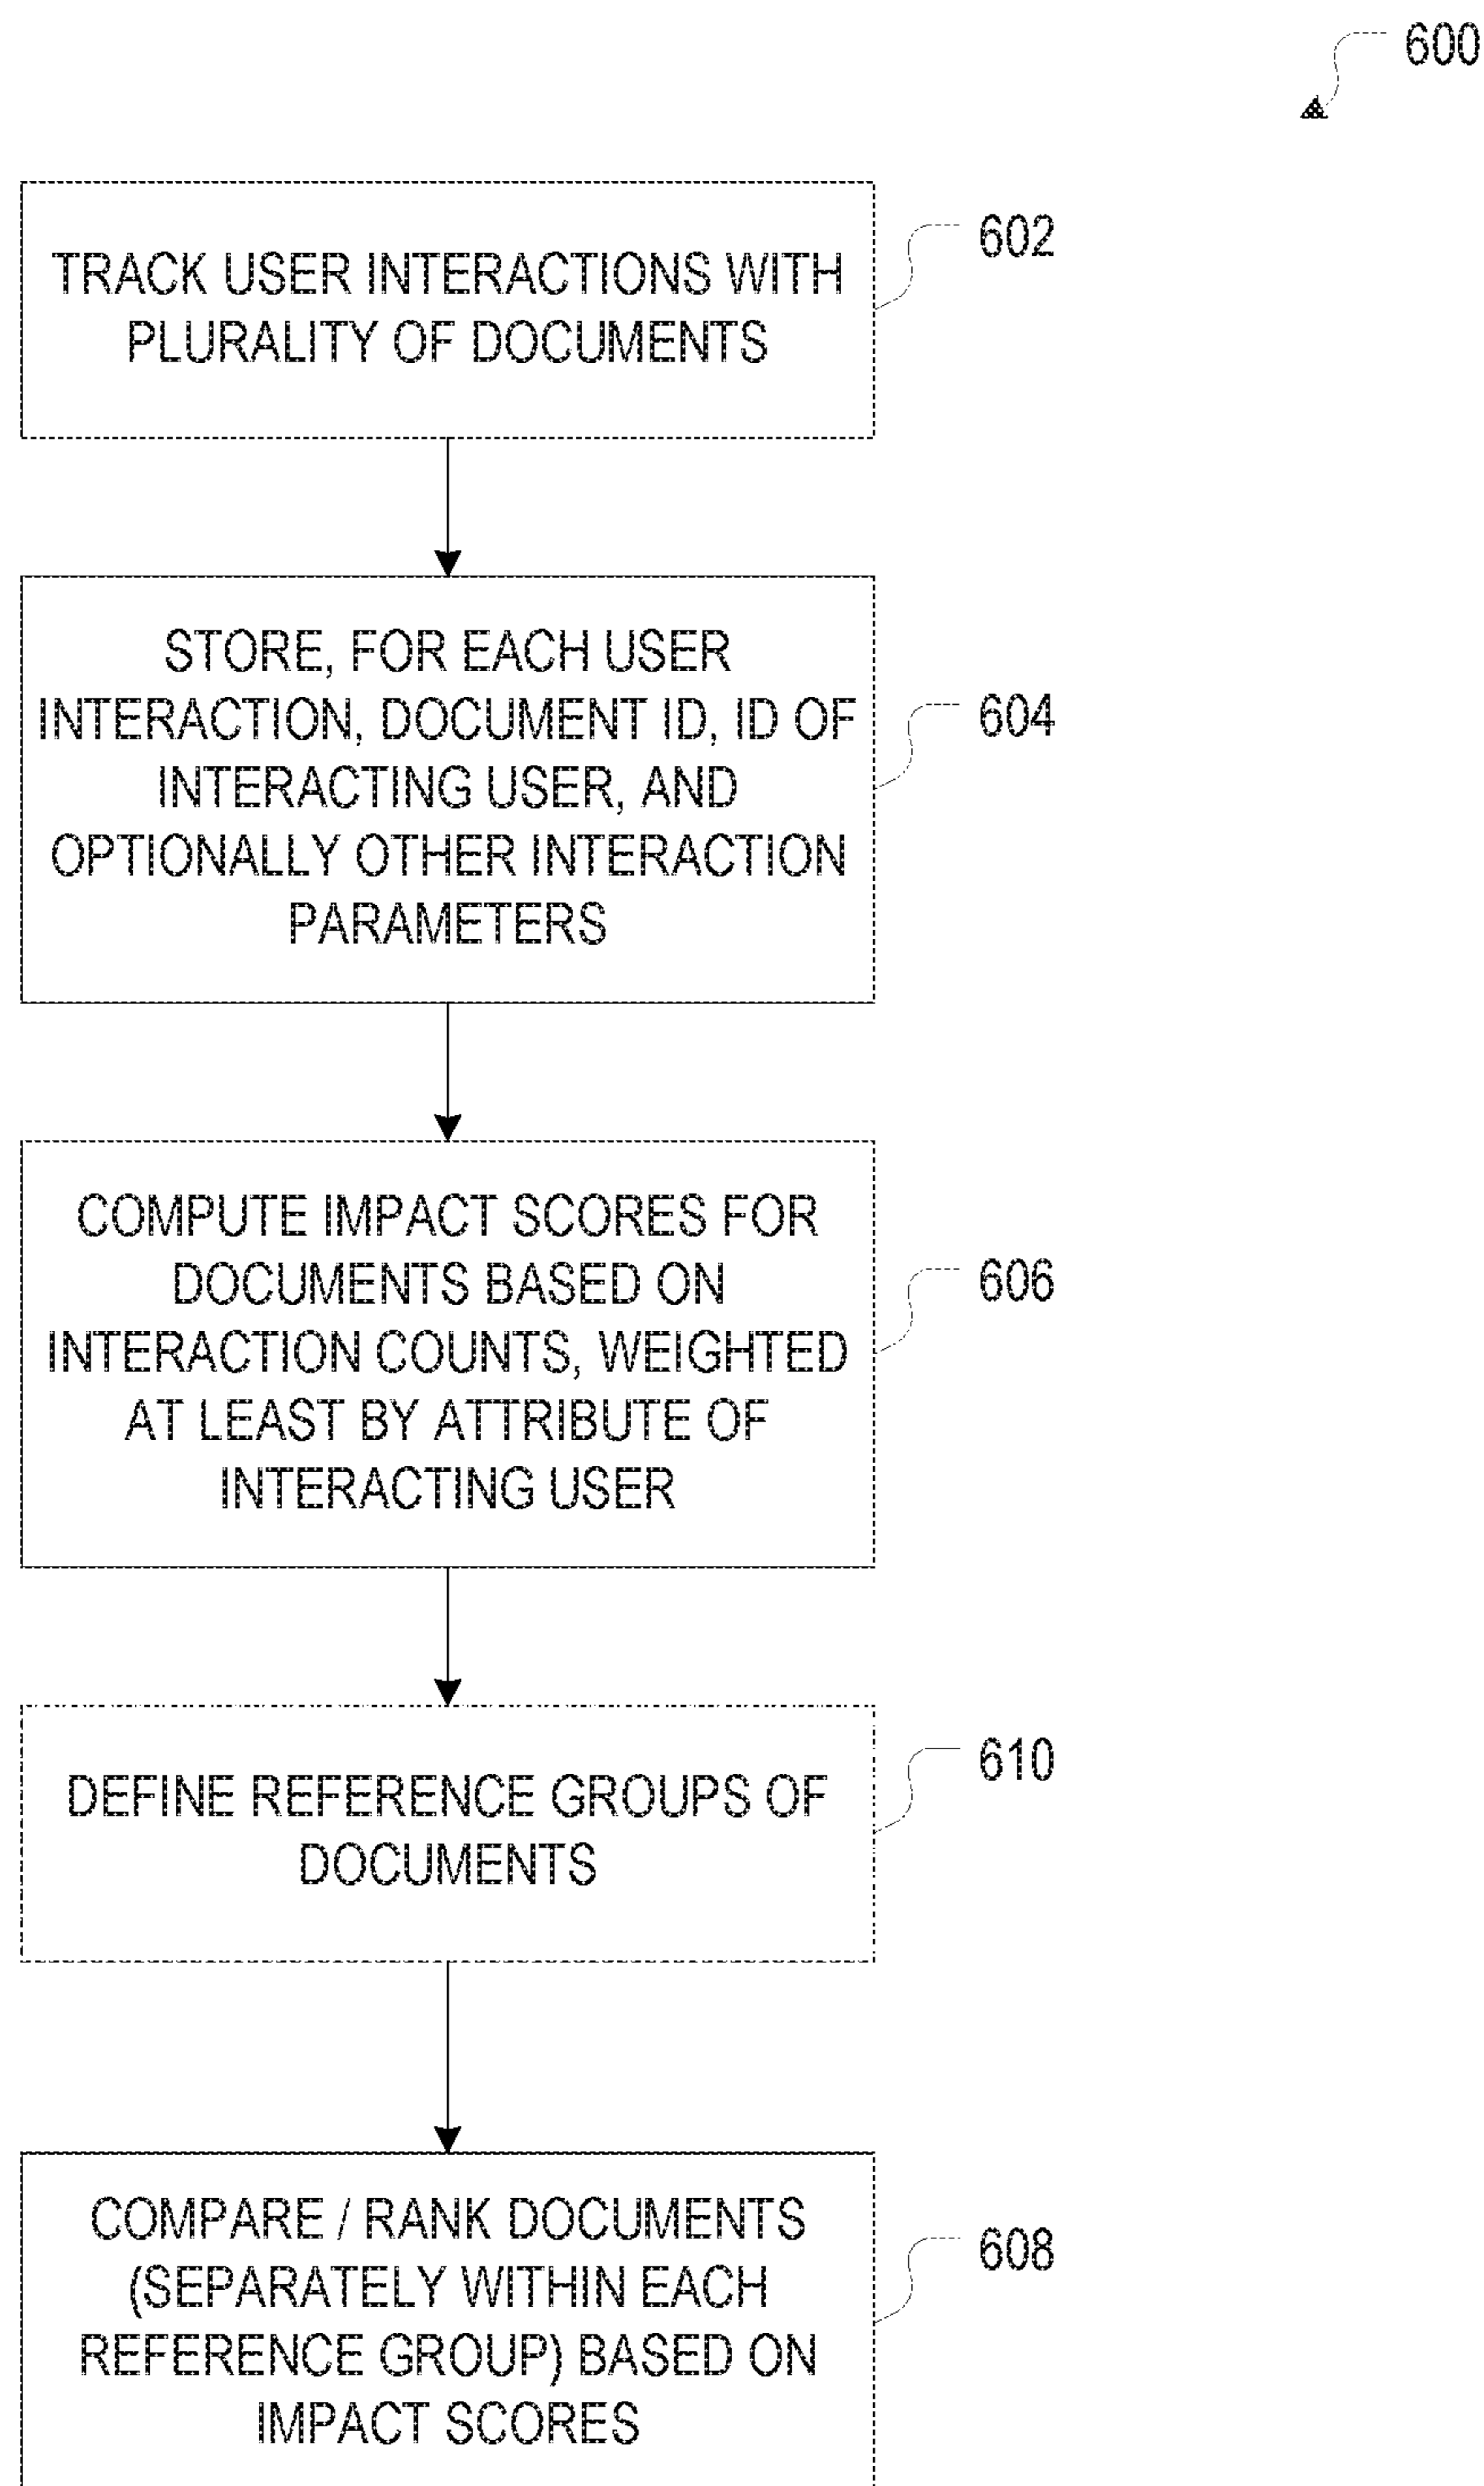 600
TRACK USER INTERACTIONS WITH
PLURALITY OF DOCUMENTS
602
STORE, FOR EACH USER
INTERACTION, DOCUMENT ID, ID OF
INTERACTING USER, AND
OPTIONALLY OTHER INTERACTION
PARAMETERS
604
COMPUTE IMPACT SCORES FOR
DOCUMENTS BASED ON
INTERACTION COUNTS, WEIGHTED
AT LEAST BY ATTRIBUTE OF
INTERACTING USER
606
DEFINE REFERENCE GROUPS OF
DOCUMENTS
610
COMPARE / RANK DOCUMENTS
(SEPARATELY WITHIN EACH
REFERENCE GROUP) BASED ON
IMPACT SCORES
608